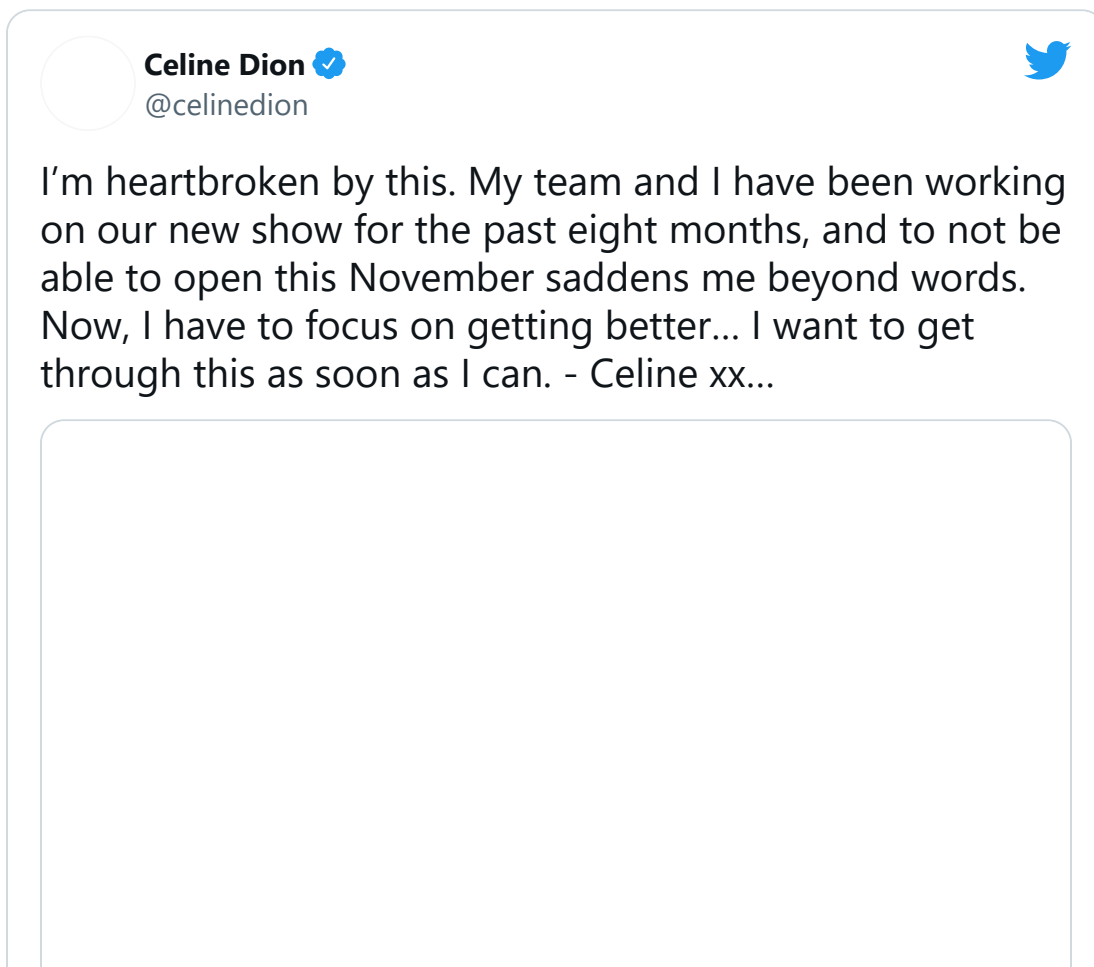 Celine Dion
@celinedion
I’m heartbroken by this. My team and I have been working
on our new show for the past eight months, and to not be
able to open this November saddens me beyond words.
Now, I have to focus on getting better... I want to get
through this as soon as I can. - Celine xx...